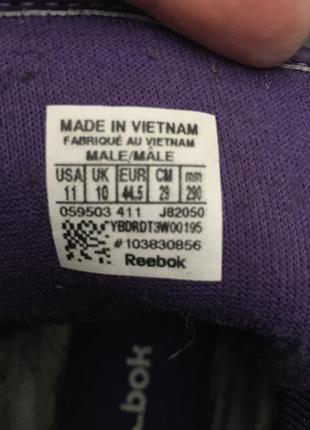 MADE IN VIETNAM
FABRIQUÉ AU VIETNAM
MALE/MÂLE
USA UK EUR CM mm
11 10 44.5 29 290
059503 411 J82050
YBDRDT3W00195
#103830856
Reebok
bok